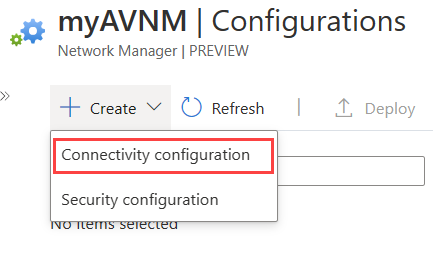 myAVNM | Configurations
Network Manager | PREVIEW
Create Refresh | Deploy
Connectivity configuration
Security configuration
No items selected